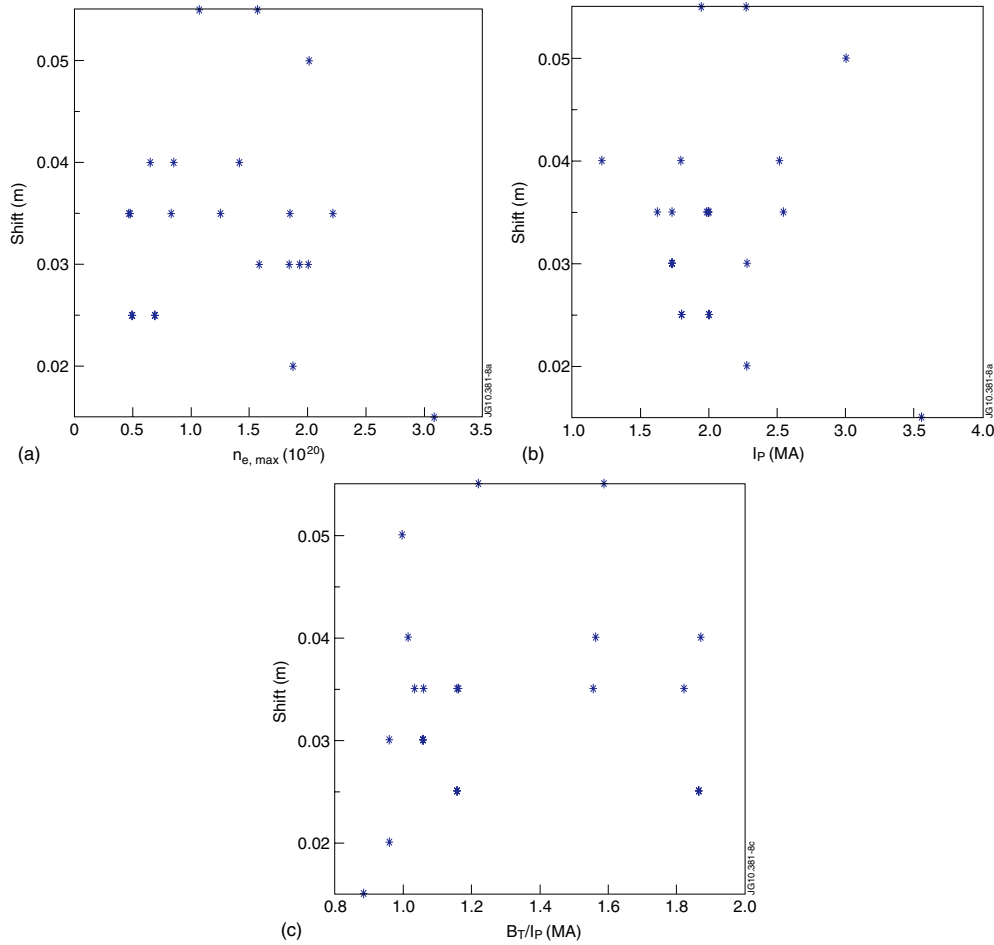 0.05
0.04
0.03
0.02
Shift (m)
0 0.5 1.0 1.5 2.0 2.5 3.0 3.5
n_e, max (10^20)
(a)
JG10.381-8a
0.05
0.04
0.03
0.02
Shift (m)
1.0 1.5 2.0 2.5 3.0 3.5 4.0
I_P (MA)
(b)
JG10.381-8a
0.05
0.04
0.03
0.02
Shift (m)
0.8 1.0 1.2 1.4 1.6 1.8 2.0
B_T/I_P (MA)
(c)
JG10.381-8c